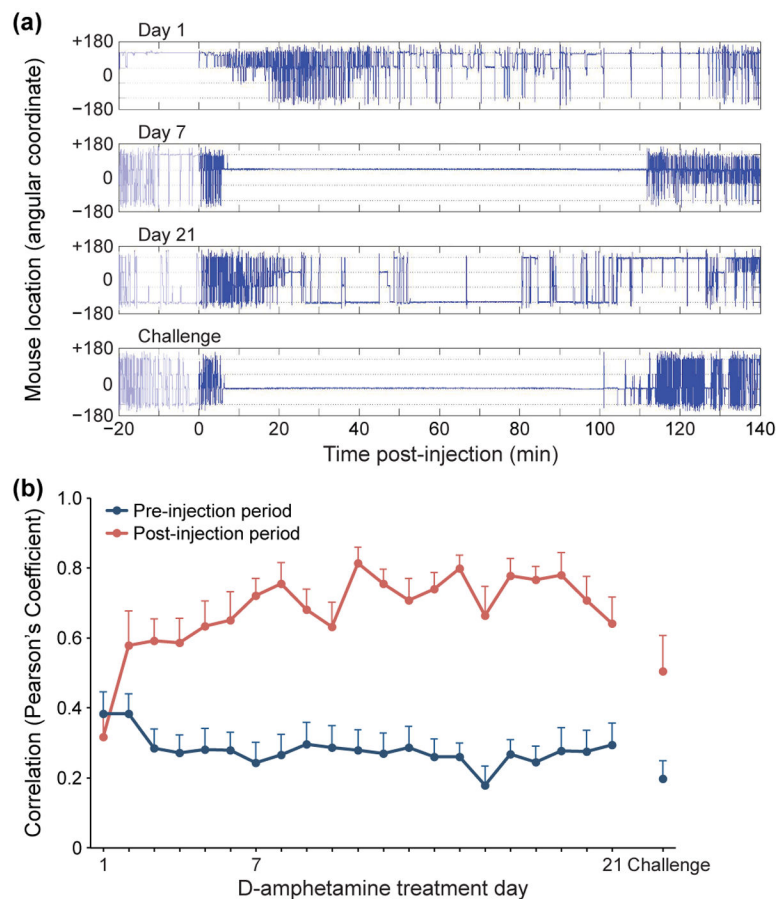 (a)
Day 1
+180
0
−180
Day 7
+180
0
−180
Day 21
+180
0
−180
Challenge
+180
0
−180
Mouse location (angular coordinate)
−20 0 20 40 60 80 100 120 140
Time post-injection (min)
(b)
1.0
0.8
0.6
0.4
0.2
0
Correlation (Pearson's Coefficient)
Pre-injection period
Post-injection period
1 7 21 Challenge
D-amphetamine treatment day